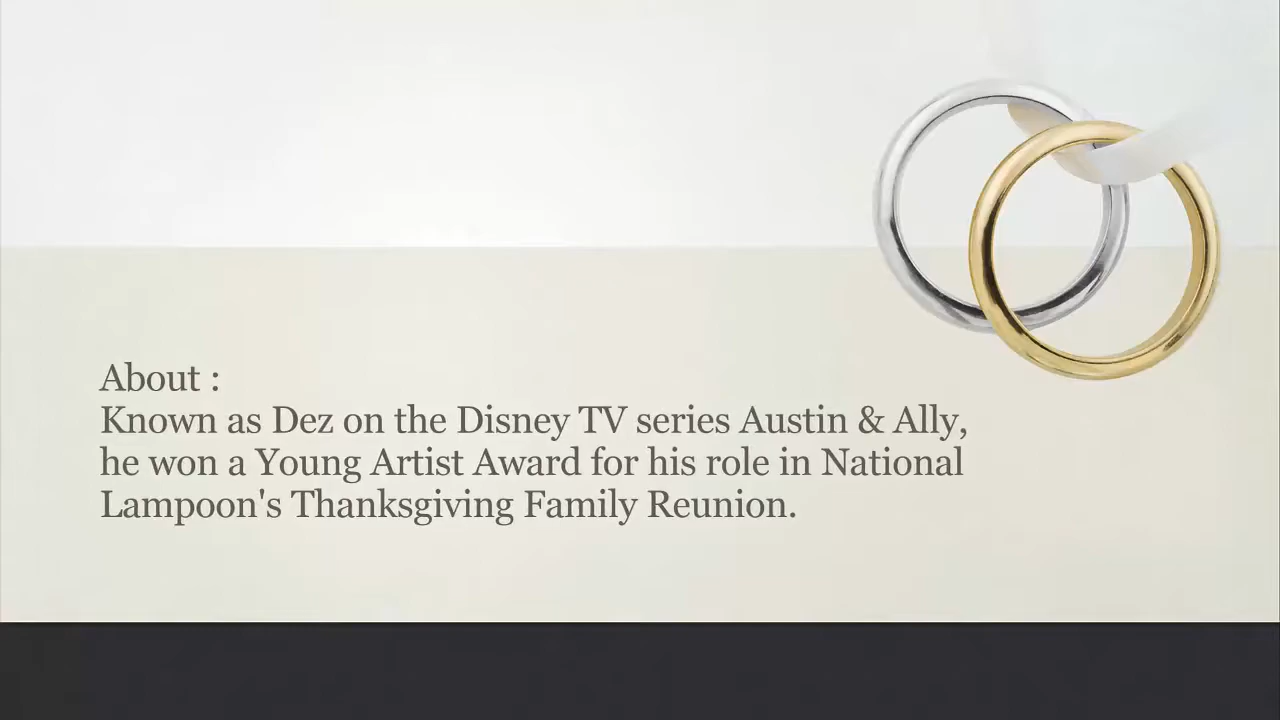 About :
Known as Dez on the Disney TV series Austin & Ally,
he won a Young Artist Award for his role in National
Lampoon's Thanksgiving Family Reunion.